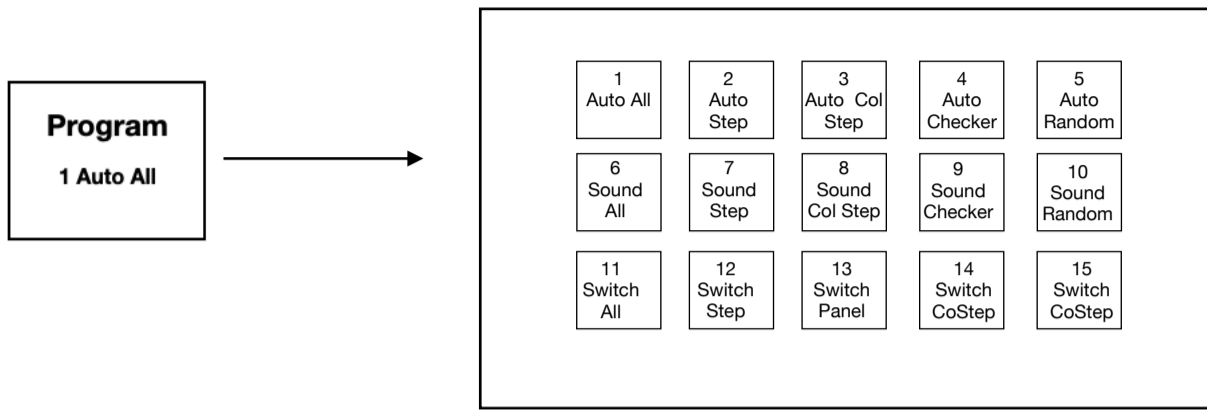 Program
1 Auto All
1
Auto All
2
Auto
Step
3
Auto Col
Step
4
Auto
Checker
5
Auto
Random
6
Sound
All
7
Sound
Step
8
Sound
Col Step
9
Sound
Checker
10
Sound
Random
11
Switch
All
12
Switch
Step
13
Switch
Panel
14
Switch
CoStep
15
Switch
CoStep